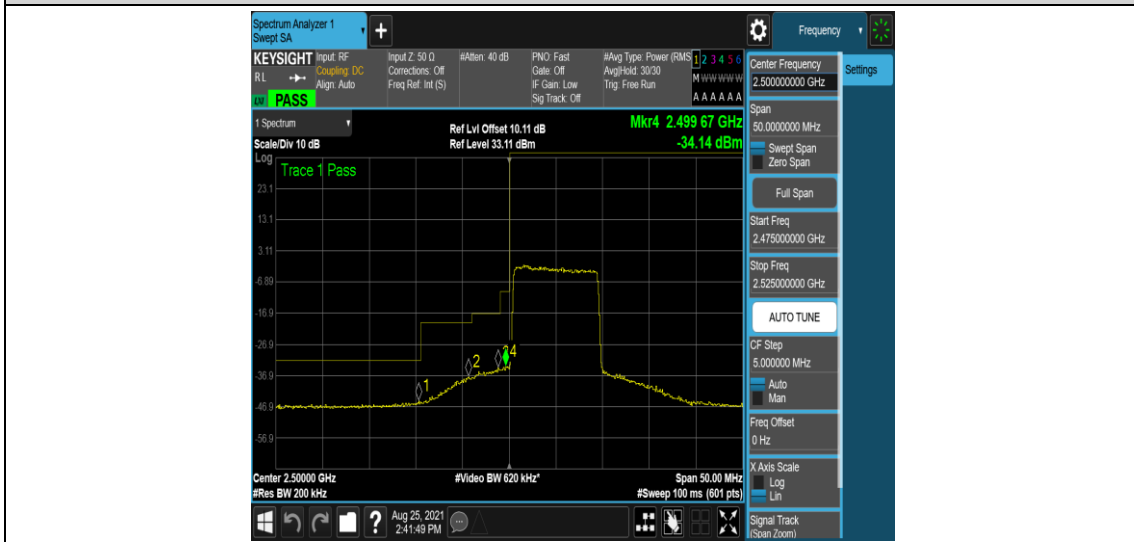 Spectrum Analyzer 1
Swept SA
+
Frequency
KEYSIGHT
RL
PASS
Input: RF
Coupling: DC
Align: Auto
Input Z: 50 Ω
Corrections: Off
Freq Ref: Int (S)
#Atten: 40 dB
PNO: Fast
Gate: Off
IF Gain: Low
Sig Track: Off
#Avg Type: Power (RMS
Avg|Hold: 30/30
Trig: Free Run
1 2 3 4 5 6
M W W W W W
A A A A A A
Center Frequency
2.500000000 GHz
Settings
Span
50.0000000 MHz
Swept Span
Zero Span
Full Span
Start Freq
2.475000000 GHz
Stop Freq
2.525000000 GHz
AUTO TUNE
CF Step
5.000000 MHz
Auto
Man
Freq Offset
0 Hz
X Axis Scale
Log
Lin
Signal Track
(Span Zoom)
1 Spectrum
Scale/Div 10 dB
Ref Lvl Offset 10.11 dB
Ref Level 33.11 dBm
Mkr4 2.499 67 GHz
-34.14 dBm
Log
Trace 1 Pass
23.1
13.1
3.11
-6.89
-16.9
-26.9
-36.9
-46.9
-56.9
1
2
4
Center 2.50000 GHz
#Res BW 200 kHz
#Video BW 620 kHz*
Span 50.00 MHz
#Sweep 100 ms (601 pts)
?
Aug 25, 2021
2:41:49 PM